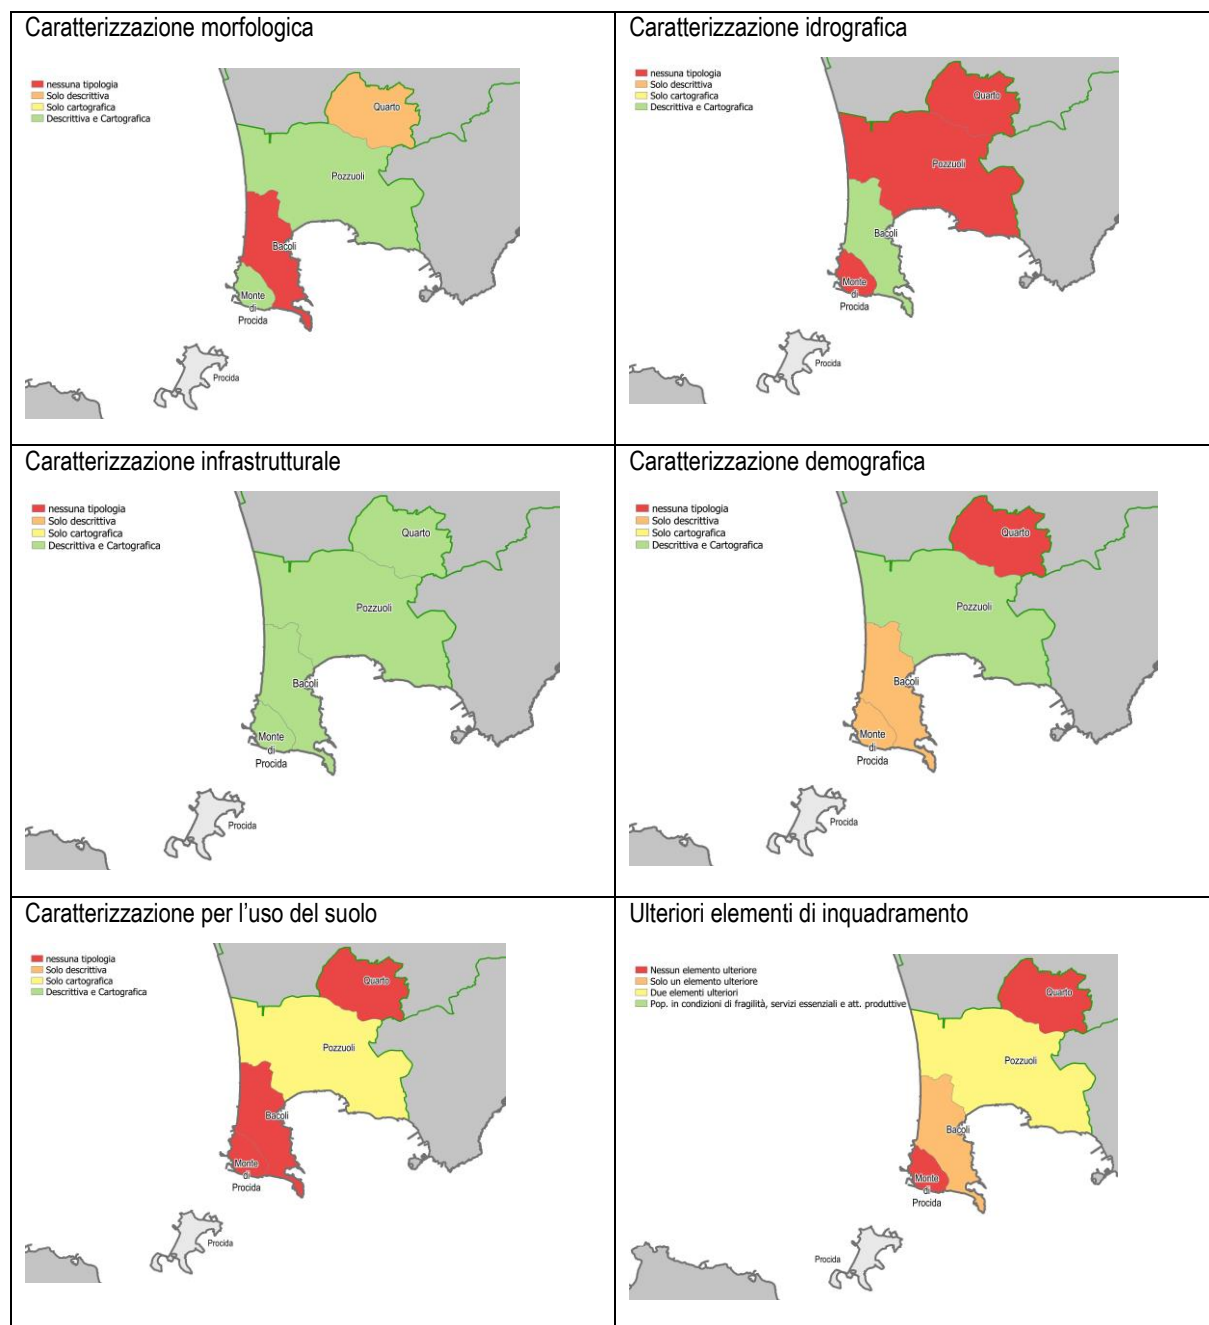 Caratterizzazione morfologica
nessuna tipologia
Solo descrittiva
Solo cartografica
Descrittiva e Cartografica
Quarto
Pozzuoli
Bacoli
Monte
di
Procida
Procida
Caratterizzazione idrografica
nessuna tipologia
Solo descrittiva
Solo cartografica
Descrittiva e Cartografica
Quarto
Pozzuoli
Bacoli
Monte
di
Procida
Procida
Caratterizzazione infrastrutturale
nessuna tipologia
Solo descrittiva
Solo cartografica
Descrittiva e Cartografica
Quarto
Pozzuoli
Bacoli
Monte
di
Procida
Procida
Caratterizzazione demografica
nessuna tipologia
Solo descrittiva
Solo cartografica
Descrittiva e Cartografica
Quarto
Pozzuoli
Bacoli
Monte
di
Procida
Procida
Caratterizzazione per l'uso del suolo
nessuna tipologia
Solo descrittiva
Solo cartografica
Descrittiva e Cartografica
Quarto
Pozzuoli
Bacoli
Monte
di
Procida
Procida
Ulteriori elementi di inquadramento
Nessun elemento ulteriore
Solo un elemento ulteriore
Due elementi ulteriori
Pop. in condizioni di fragilità, servizi essenziali e att. produttive
Quarto
Pozzuoli
Bacoli
Monte
di
Procida
Procida